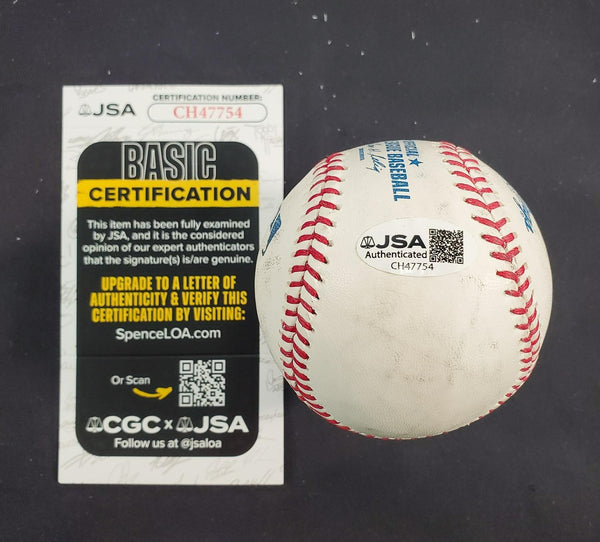 JSA
CERTIFICATION NUMBER:
CH47754
BASIC
CERTIFICATION
This item has been fully examined
by JSA, and it is the considered
opinion of our expert authenticators
that the signature(s) is/are genuine.
UPGRADE TO A LETTER OF
AUTHENTICITY & VERIFY THIS
CERTIFICATION BY VISITING:
SpenceLOA.com
Or Scan
CGC x JSA
Follow us at @jsaloa
BASEBALL
JSA
Authenticated
CH47754